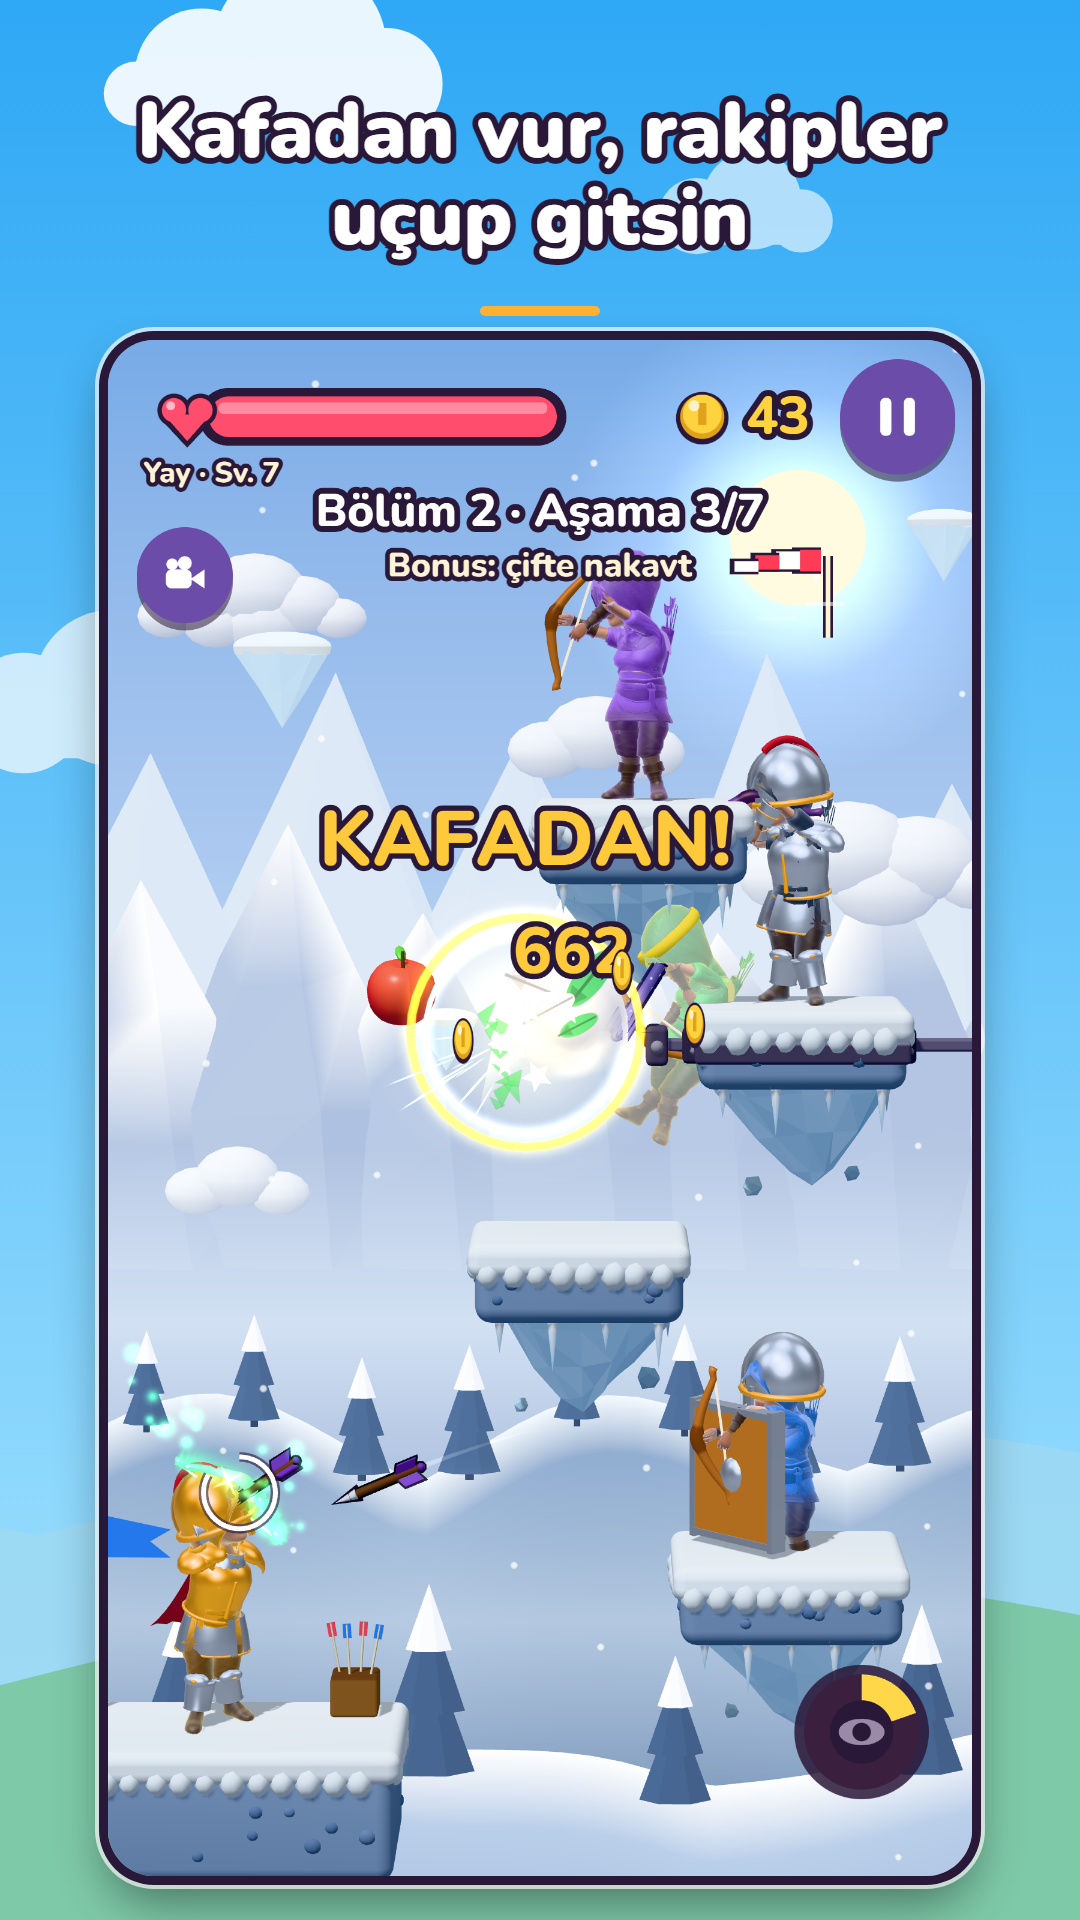 Kafadan vur, rakipler
uçup gitsin
43
Yay · Sv. 7
Bölüm 2 · Aşama 3/7
Bonus: çifte nakavt
KAFADAN!
662